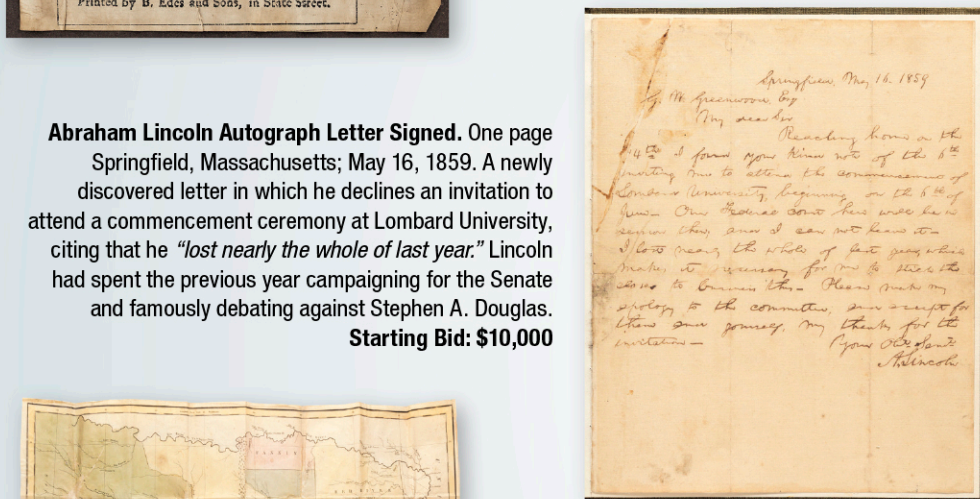 Printed by B. Edes and Sons, in State Street.
Abraham Lincoln Autograph Letter Signed. One page
Springfield, Massachusetts; May 16, 1859. A newly
discovered letter in which he declines an invitation to
attend a commencement ceremony at Lombard University,
citing that he “lost nearly the whole of last year.” Lincoln
had spent the previous year campaigning for the Senate
and famously debating against Stephen A. Douglas.
Starting Bid: $10,000
Springfield, May 16. 1859
M. Greenwood, Esq
My dear Sir
Reaching home on the
14th I found your kind note of the 6th
inviting me to attend the commencement of
Lombard University, beginning on the
June. Our Federal court here will be in
session then, and I can not leave it—
I lost nearly the whole of last year, which
makes it necessary for me to stick the
closer to business this— Please make my
apology to the committee, and accept for
them and yourself, my thanks for the
invitation—
Your Obt. Servt.
A. Lincoln